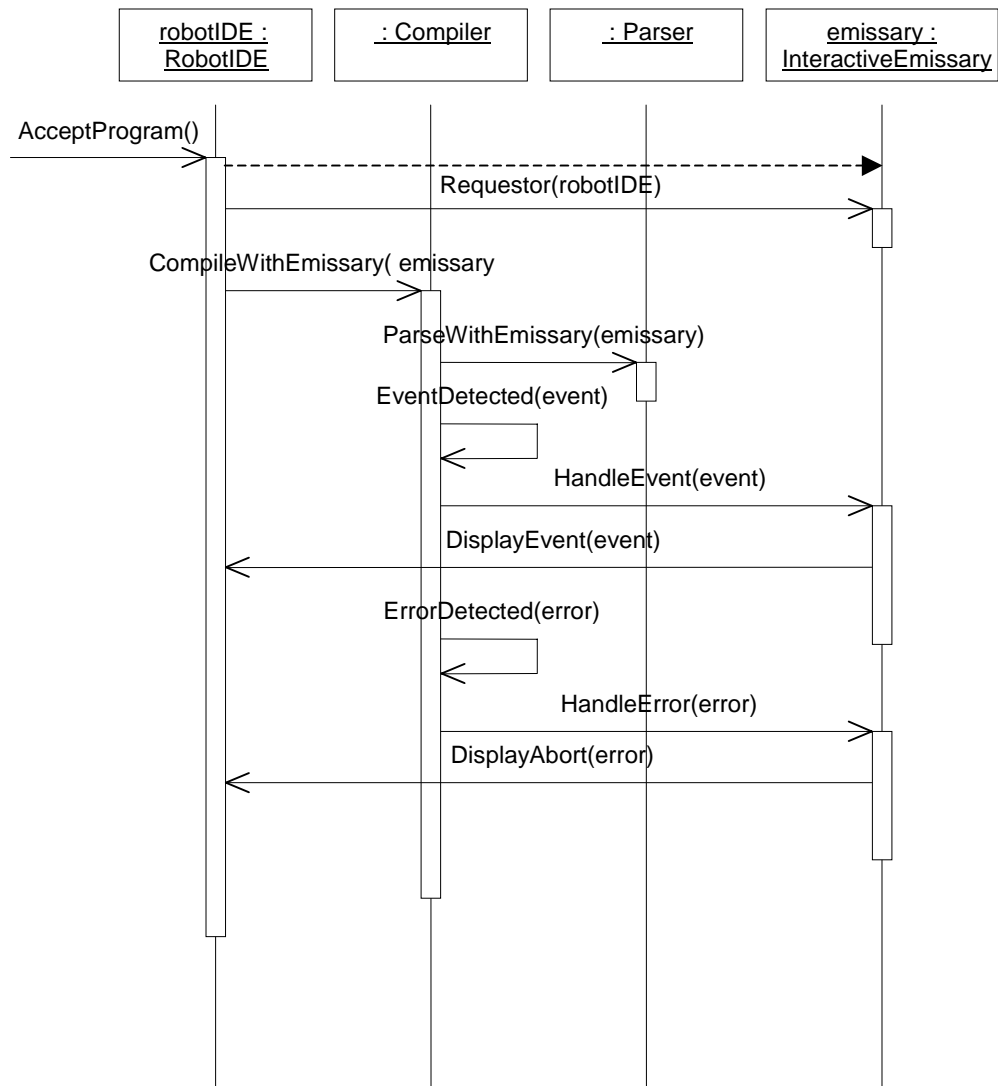 robotIDE :
RobotIDE
: Compiler
: Parser
emissary :
InteractiveEmissary
AcceptProgram()
Requestor(robotIDE)
CompileWithEmissary( emissary
ParseWithEmissary(emissary)
EventDetected(event)
HandleEvent(event)
DisplayEvent(event)
ErrorDetected(error)
HandleError(error)
DisplayAbort(error)